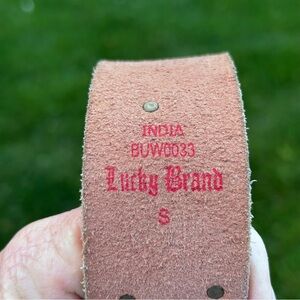 INDIA
BUW0033
Lucky Brand
S